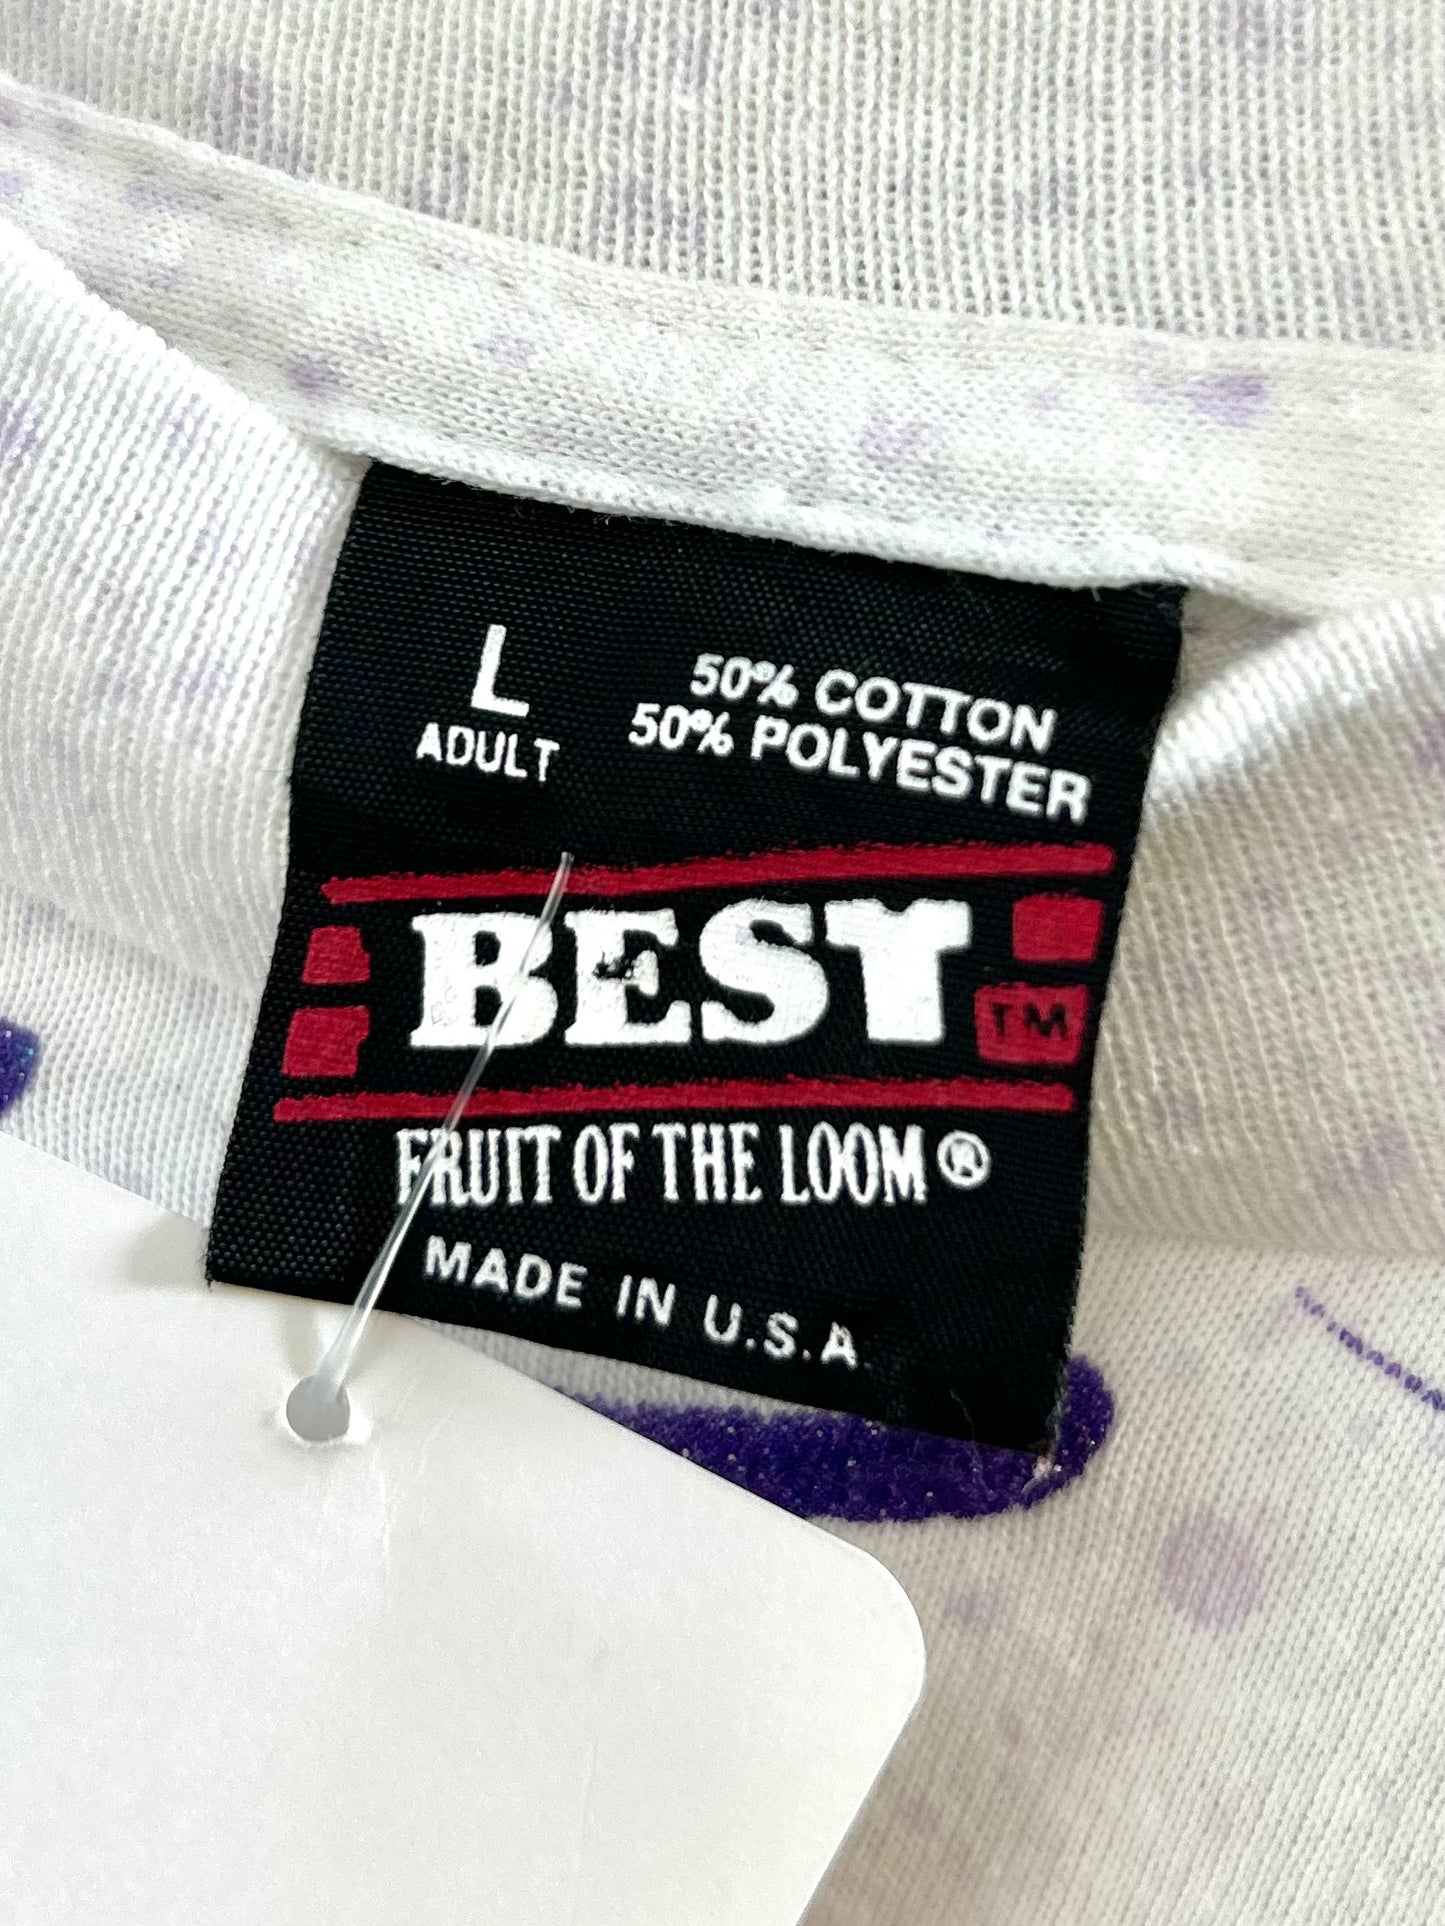 L
ADULT
50% COTTON
50% POLYESTER
BEST
TM
FRUIT OF THE LOOM ®
MADE IN U.S.A.